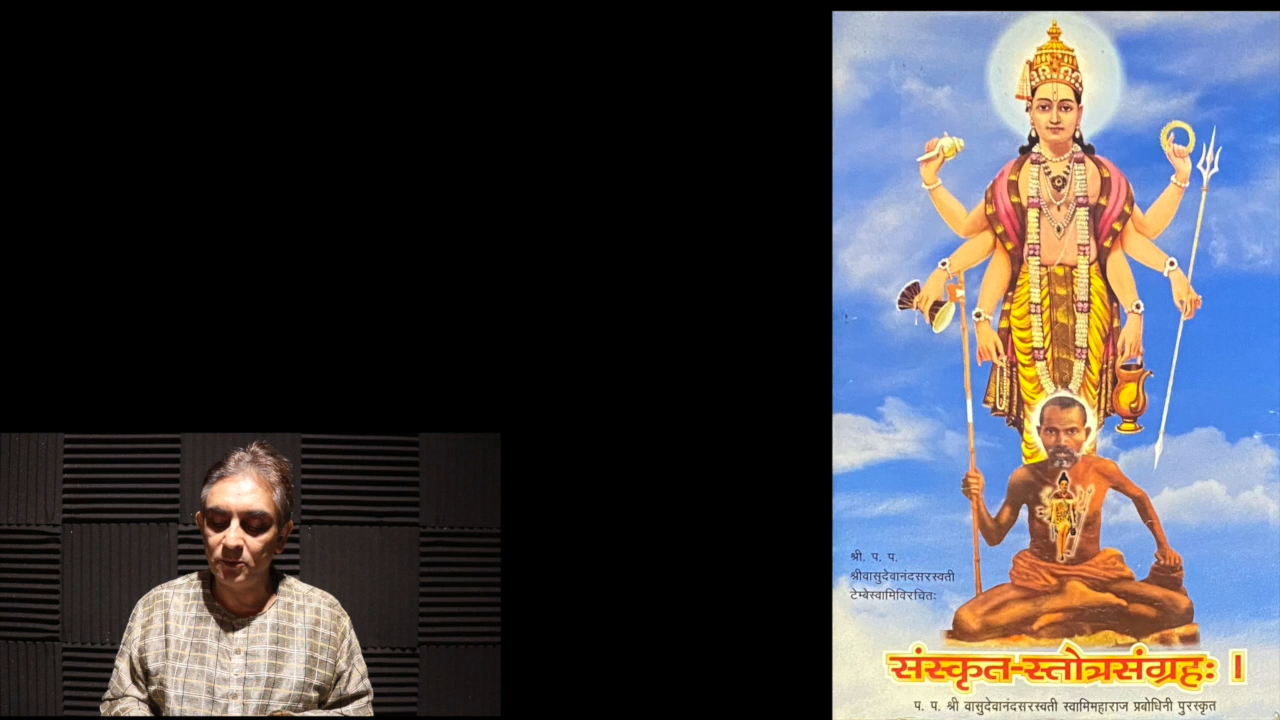 श्री. प. प.
श्रीवासुदेवानंदसरस्वती
टेम्बेस्वामिविरचितः
संस्कृत-स्तोत्रसंग्रहः ।
प. प. श्री वासुदेवानंदसरस्वती स्वामिमहाराज प्रबोधिनी पुरस्कृत